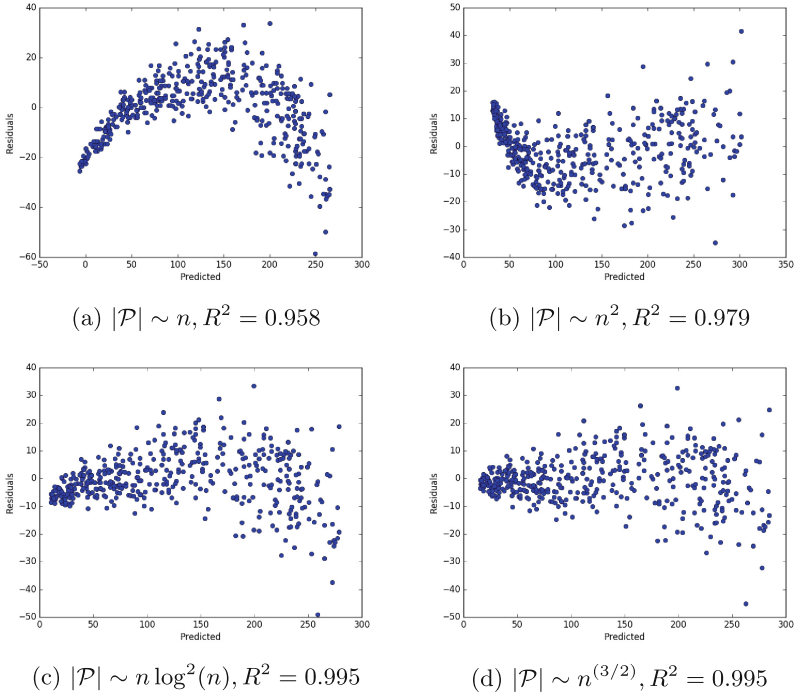 40
20
0
−20
−40
−60
Residuals
−50 0 50 100 150 200 250 300
Predicted
(a) |𝒫| ∼ n, R² = 0.958
50
40
30
20
10
0
−10
−20
−30
−40
Residuals
0 50 100 150 200 250 300 350
Predicted
(b) |𝒫| ∼ n², R² = 0.979
40
30
20
10
0
−10
−20
−30
−40
−50
Residuals
0 50 100 150 200 250 300
Predicted
(c) |𝒫| ∼ n log²(n), R² = 0.995
40
30
20
10
0
−10
−20
−30
−40
−50
Residuals
0 50 100 150 200 250 300
Predicted
(d) |𝒫| ∼ n⁽³ᐟ²⁾, R² = 0.995